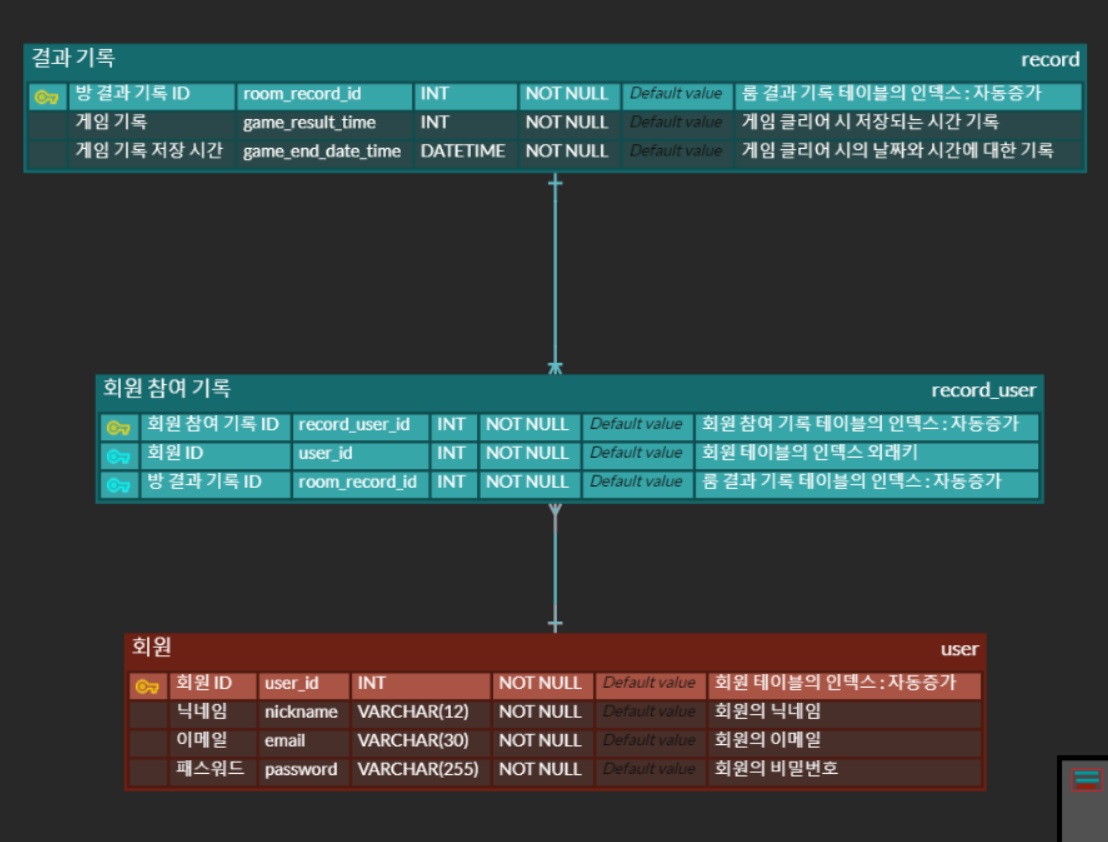 결과 기록 record
방 결과 기록 ID room_record_id INT NOT NULL Default value 룸 결과 기록 테이블의 인덱스 : 자동증가
게임 기록 game_result_time INT NOT NULL Default value 게임 클리어 시 저장되는 시간 기록
게임 기록 저장 시간 game_end_date_time DATETIME NOT NULL Default value 게임 클리어 시의 날짜와 시간에 대한 기록
회원 참여 기록 record_user
회원 참여 기록 ID record_user_id INT NOT NULL Default value 회원 참여 기록 테이블의 인덱스 : 자동증가
회원 ID user_id INT NOT NULL Default value 회원 테이블의 인덱스 외래키
방 결과 기록 ID room_record_id INT NOT NULL Default value 룸 결과 기록 테이블의 인덱스 : 자동증가
회원 user
회원 ID user_id INT NOT NULL Default value 회원 테이블의 인덱스 : 자동증가
닉네임 nickname VARCHAR(12) NOT NULL Default value 회원의 닉네임
이메일 email VARCHAR(30) NOT NULL Default value 회원의 이메일
패스워드 password VARCHAR(255) NOT NULL Default value 회원의 비밀번호